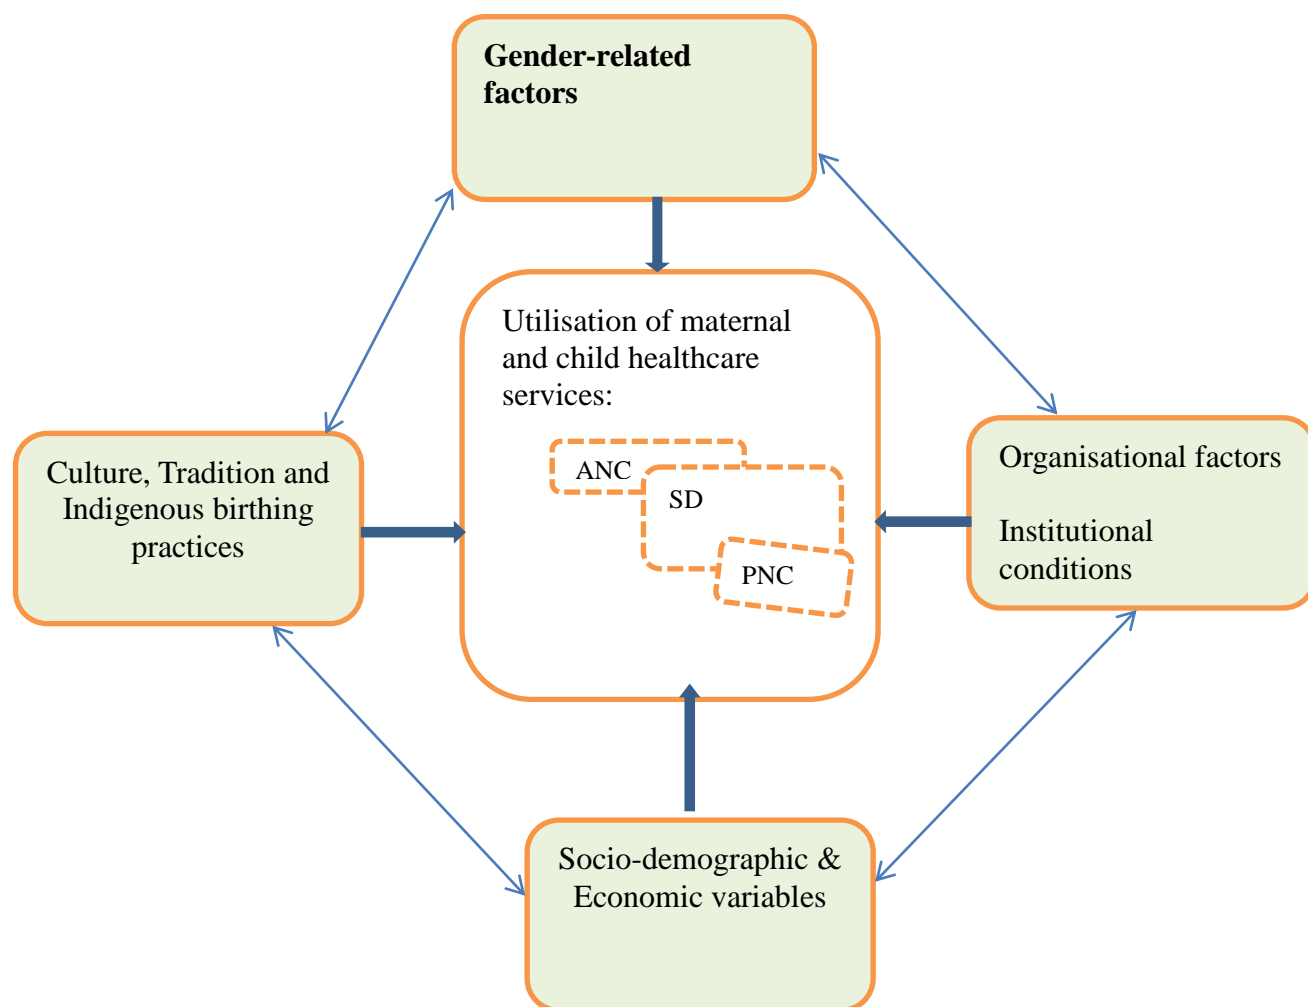 Gender-related
factors
Utilisation of maternal
and child healthcare
services:
ANC
SD
PNC
Culture, Tradition and
Indigenous birthing
practices
Organisational factors
Institutional
conditions
Socio-demographic &
Economic variables